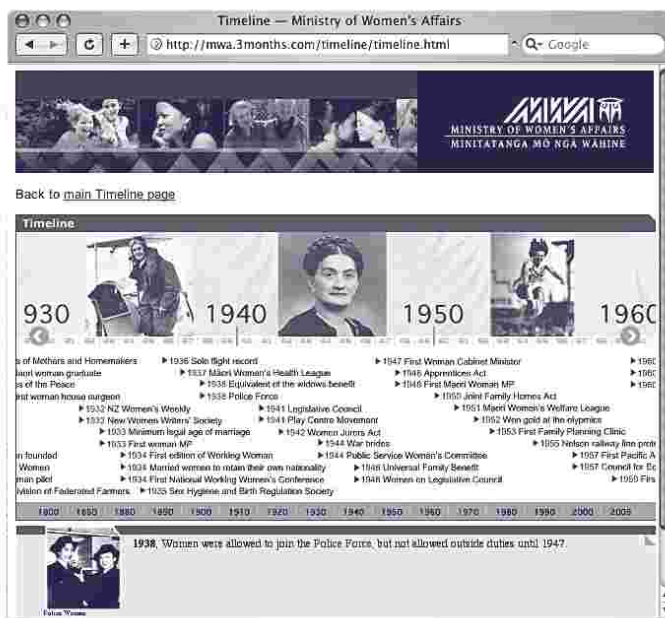 Timeline — Ministry of Women's Affairs
http://mwa.3months.com/timeline/timeline.html
Google
MINISTRY OF WOMEN'S AFFAIRS
MINITATANGA MŌ NGĀ WĀHINE
Back to main Timeline page
Timeline
930 1940 1950 1960
s of Mothers and Homemakers 1936 Solo flight record 1947 First Woman Cabinet Minister 1960
aori woman graduate 1937 Māori Women's Health League 1948 Apprentices Act 1960
es of the Peace 1938 Equivalent of the widows benefit 1949 First Maori Woman MP 1960
irst woman house surgeon 1938 Police Force 1950 Joint Family Homes Act
1932 NZ Women's Weekly 1941 Legislative Council 1951 Maori Women's Welfare League
1932 New Women Writers' Society 1941 Play Centre Movement 1952 Won gold at the olympics
1933 Minimum legal age of marriage 1942 Women Jurors Act 1953 First Family Planning Clinic
1933 First woman MP 1944 War brides 1955 Nelson railway line prot
n founded 1934 First edition of Working Woman 1944 Public Service Women's Committee 1957 First Pacific A
Women 1934 Married women to retain their own nationality 1946 Universal Family Benefit 1957 Council for Eq
man pilot 1934 First National Working Women's Conference 1946 Women on Legislative Council 1959 Firs
ivision of Federated Farmers 1935 Sex Hygiene and Birth Regulation Society
1800 1850 1880 1890 1900 1910 1920 1930 1940 1950 1960 1970 1980 1990 2000 2005
1938, Women were allowed to join the Police Force, but not allowed outside duties until 1947.
Police Women